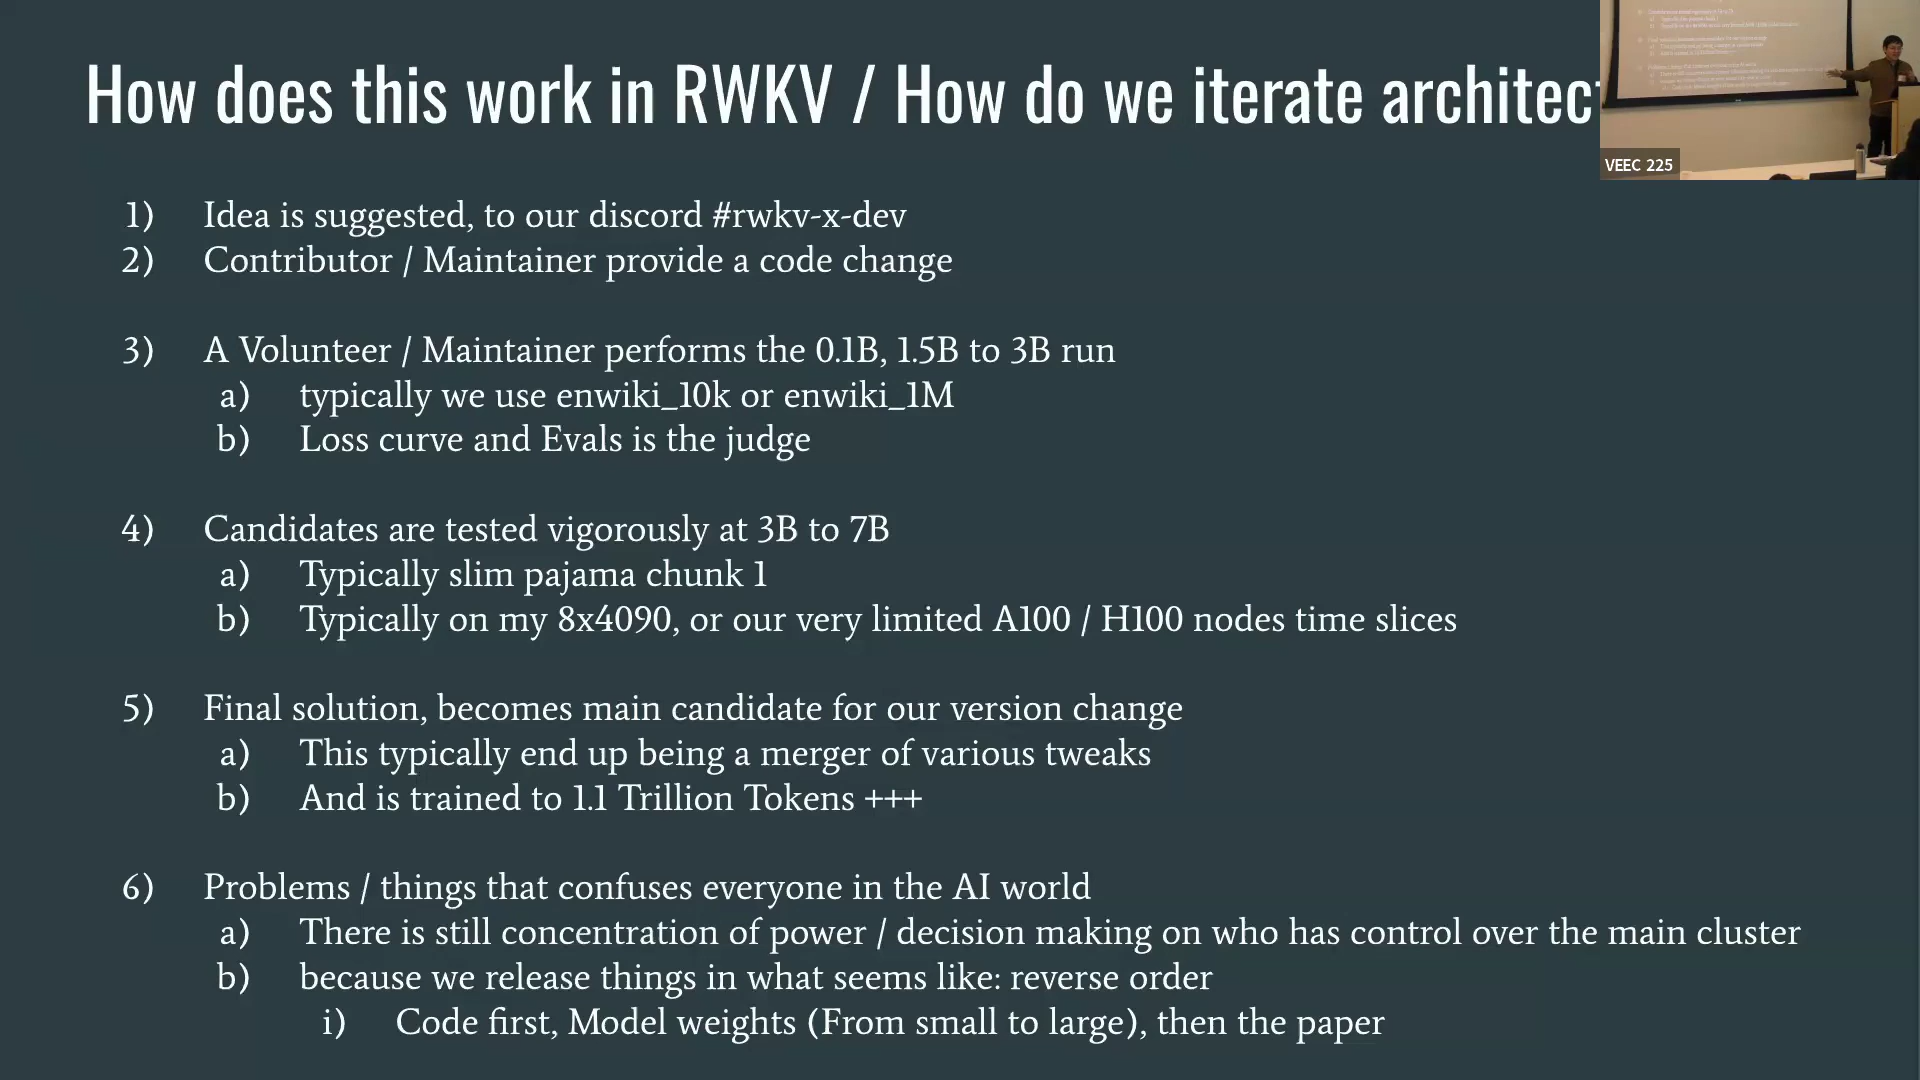 How does this work in RWKV / How do we iterate architec
VEEC 225
1) Idea is suggested, to our discord #rwkv-x-dev
2) Contributor / Maintainer provide a code change
3) A Volunteer / Maintainer performs the 0.1B, 1.5B to 3B run
a) typically we use enwiki_10k or enwiki_1M
b) Loss curve and Evals is the judge
4) Candidates are tested vigorously at 3B to 7B
a) Typically slim pajama chunk 1
b) Typically on my 8x4090, or our very limited A100 / H100 nodes time slices
5) Final solution, becomes main candidate for our version change
a) This typically end up being a merger of various tweaks
b) And is trained to 1.1 Trillion Tokens +++
6) Problems / things that confuses everyone in the AI world
a) There is still concentration of power / decision making on who has control over the main cluster
b) because we release things in what seems like: reverse order
i) Code first, Model weights (From small to large), then the paper